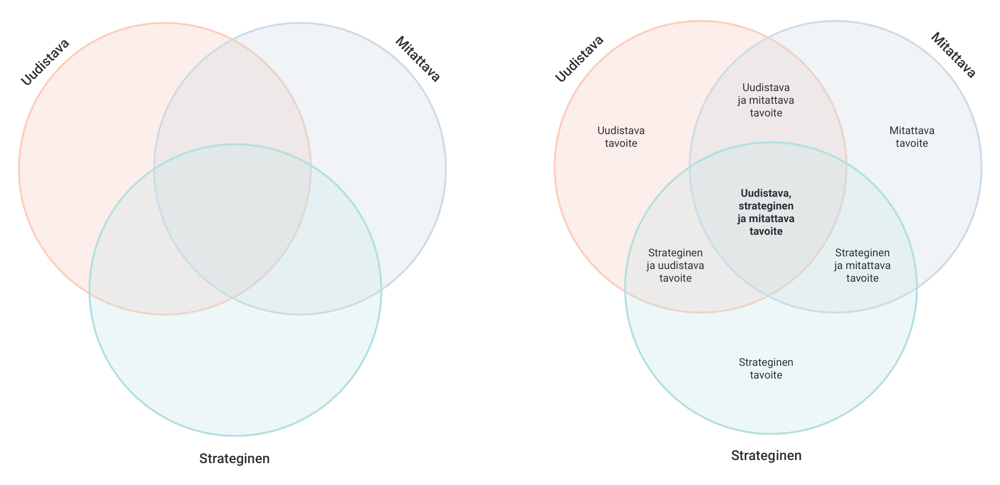 Uudistava
Mitattava
Strateginen
Uudistava
Mitattava
Uudistava
ja mitattava
tavoite
Uudistava
tavoite
Mitattava
tavoite
Uudistava,
strateginen
ja mitattava
tavoite
Strateginen
ja uudistava
tavoite
Strateginen
ja mitattava
tavoite
Strateginen
tavoite
Strateginen